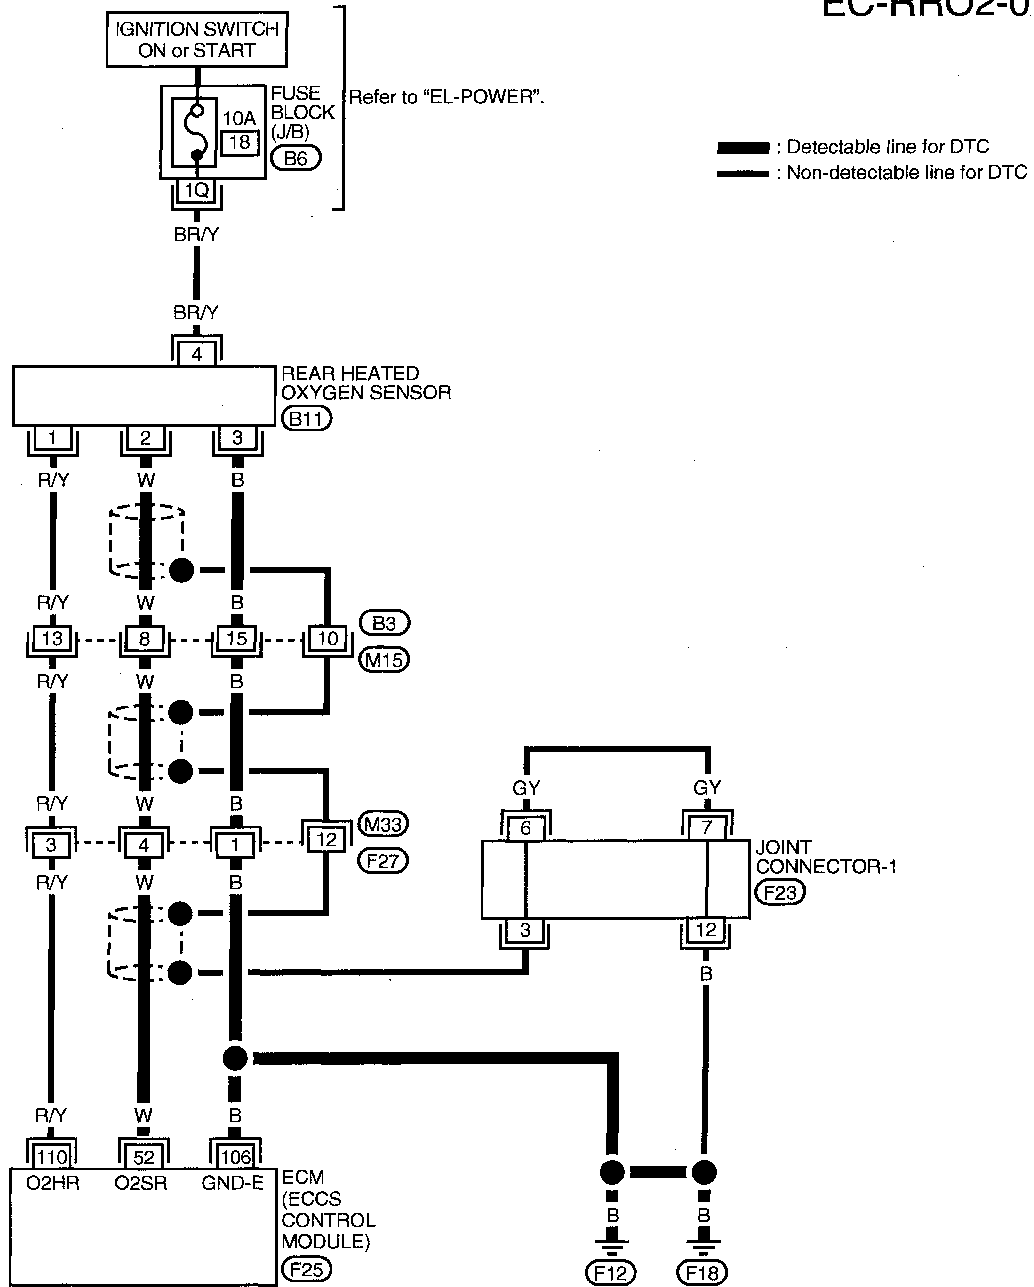 EC-RRO2-0
IGNITION SWITCH
ON or START
FUSE
BLOCK
(J/B)
B6
10A
18
Refer to “EL-POWER”.
1Q
: Detectable line for DTC
: Non-detectable line for DTC
BR/Y
BR/Y
4
REAR HEATED
OXYGEN SENSOR
B11
1 2 3
R/Y W B
R/Y W B
13 8 15 10
B3
M15
R/Y W B
R/Y W B
3 4 1 12
M33
F27
R/Y W B
GY GY
6 7
JOINT
CONNECTOR-1
F23
3 12
B
R/Y W B
110 52 106
O2HR O2SR GND-E
ECM
(ECCS
CONTROL
MODULE)
F25
B B
F12 F18